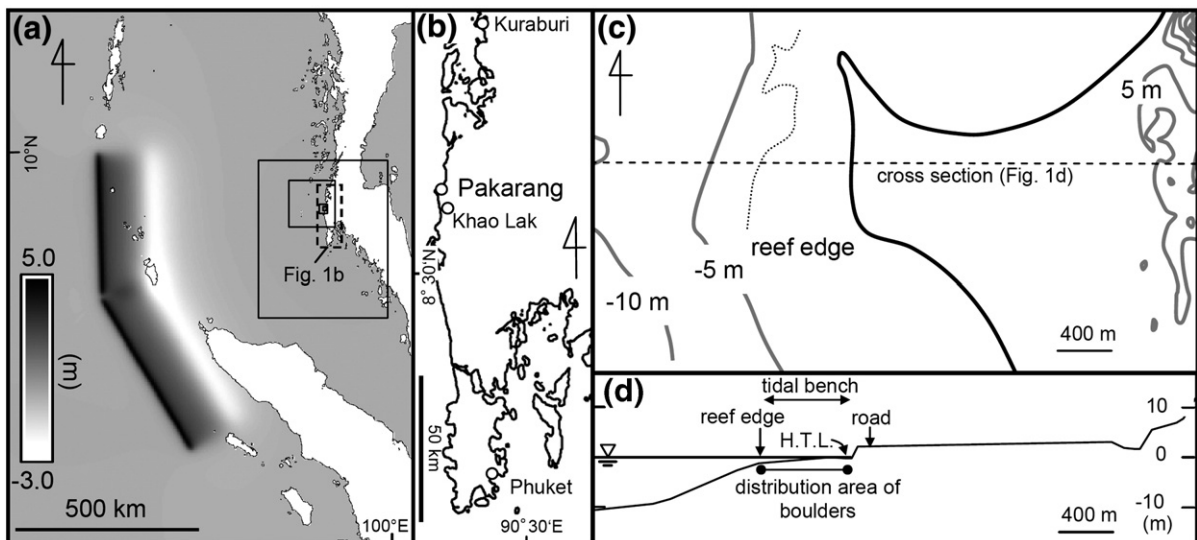 (a)
10°N
Fig. 1b
5.0
(m)
-3.0
500 km
100°E
(b)
Kuraburi
Pakarang
Khao Lak
8°30'N
50 km
Phuket
90°30'E
(c)
5 m
cross section (Fig. 1d)
reef edge
-5 m
-10 m
400 m
(d)
tidal bench
reef edge
road
H.T.L.
10
0
-10
(m)
distribution area of
boulders
400 m